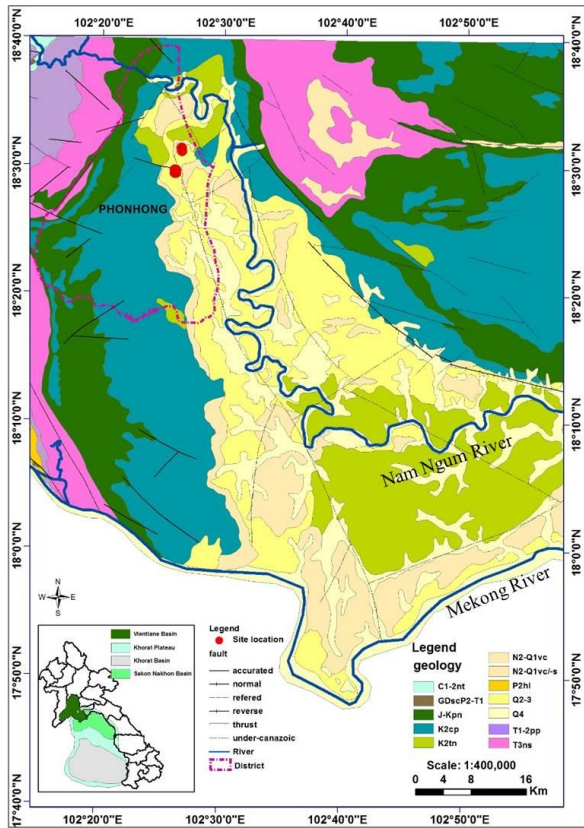 102°20'0"E 102°30'0"E 102°40'0"E 102°50'0"E
18°40'0"N 18°40'0"N
18°30'0"N 18°30'0"N
PHONHONG
18°20'0"N 18°20'0"N
18°10'0"N 18°10'0"N
Nam Ngum River
18°0'0"N 18°0'0"N
Mekong River
N
W E
S
17°50'0"N 17°50'0"N
17°40'0"N 17°40'0"N
Vientiane Basin
Khorat Plateau
Khorat Basin
Sakon Nakhon Basin
Legend
Site location
fault
accurated
normal
refered
reverse
thrust
under-canazoic
River
District
Legend
geology
C1-2nt
GDscP2-T1
J-Kpn
K2cp
K2tn
N2-Q1vc
N2-Q1vc/-s
P2hl
Q2-3
Q4
T1-2pp
T3ns
Scale: 1:400,000
0 4 8 12 16
Km
102°20'0"E 102°30'0"E 102°40'0"E 102°50'0"E